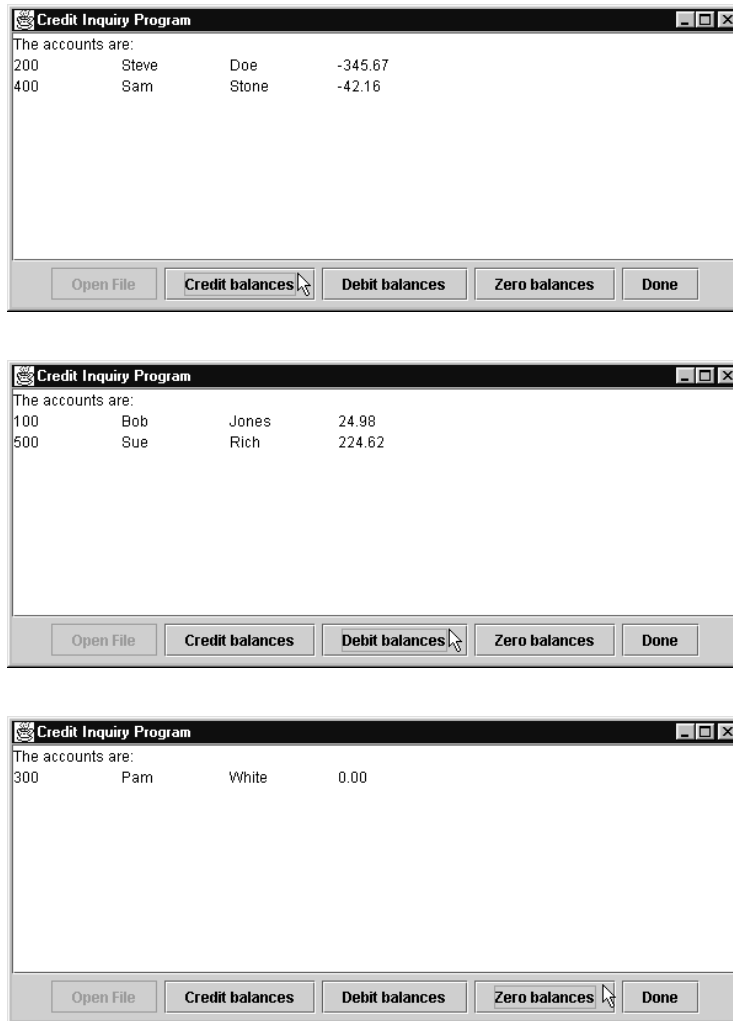 Credit Inquiry Program
The accounts are:
200 Steve Doe -345.67
400 Sam Stone -42.16
Open File Credit balances Debit balances Zero balances Done
Credit Inquiry Program
The accounts are:
100 Bob Jones 24.98
500 Sue Rich 224.62
Open File Credit balances Debit balances Zero balances Done
Credit Inquiry Program
The accounts are:
300 Pam White 0.00
Open File Credit balances Debit balances Zero balances Done